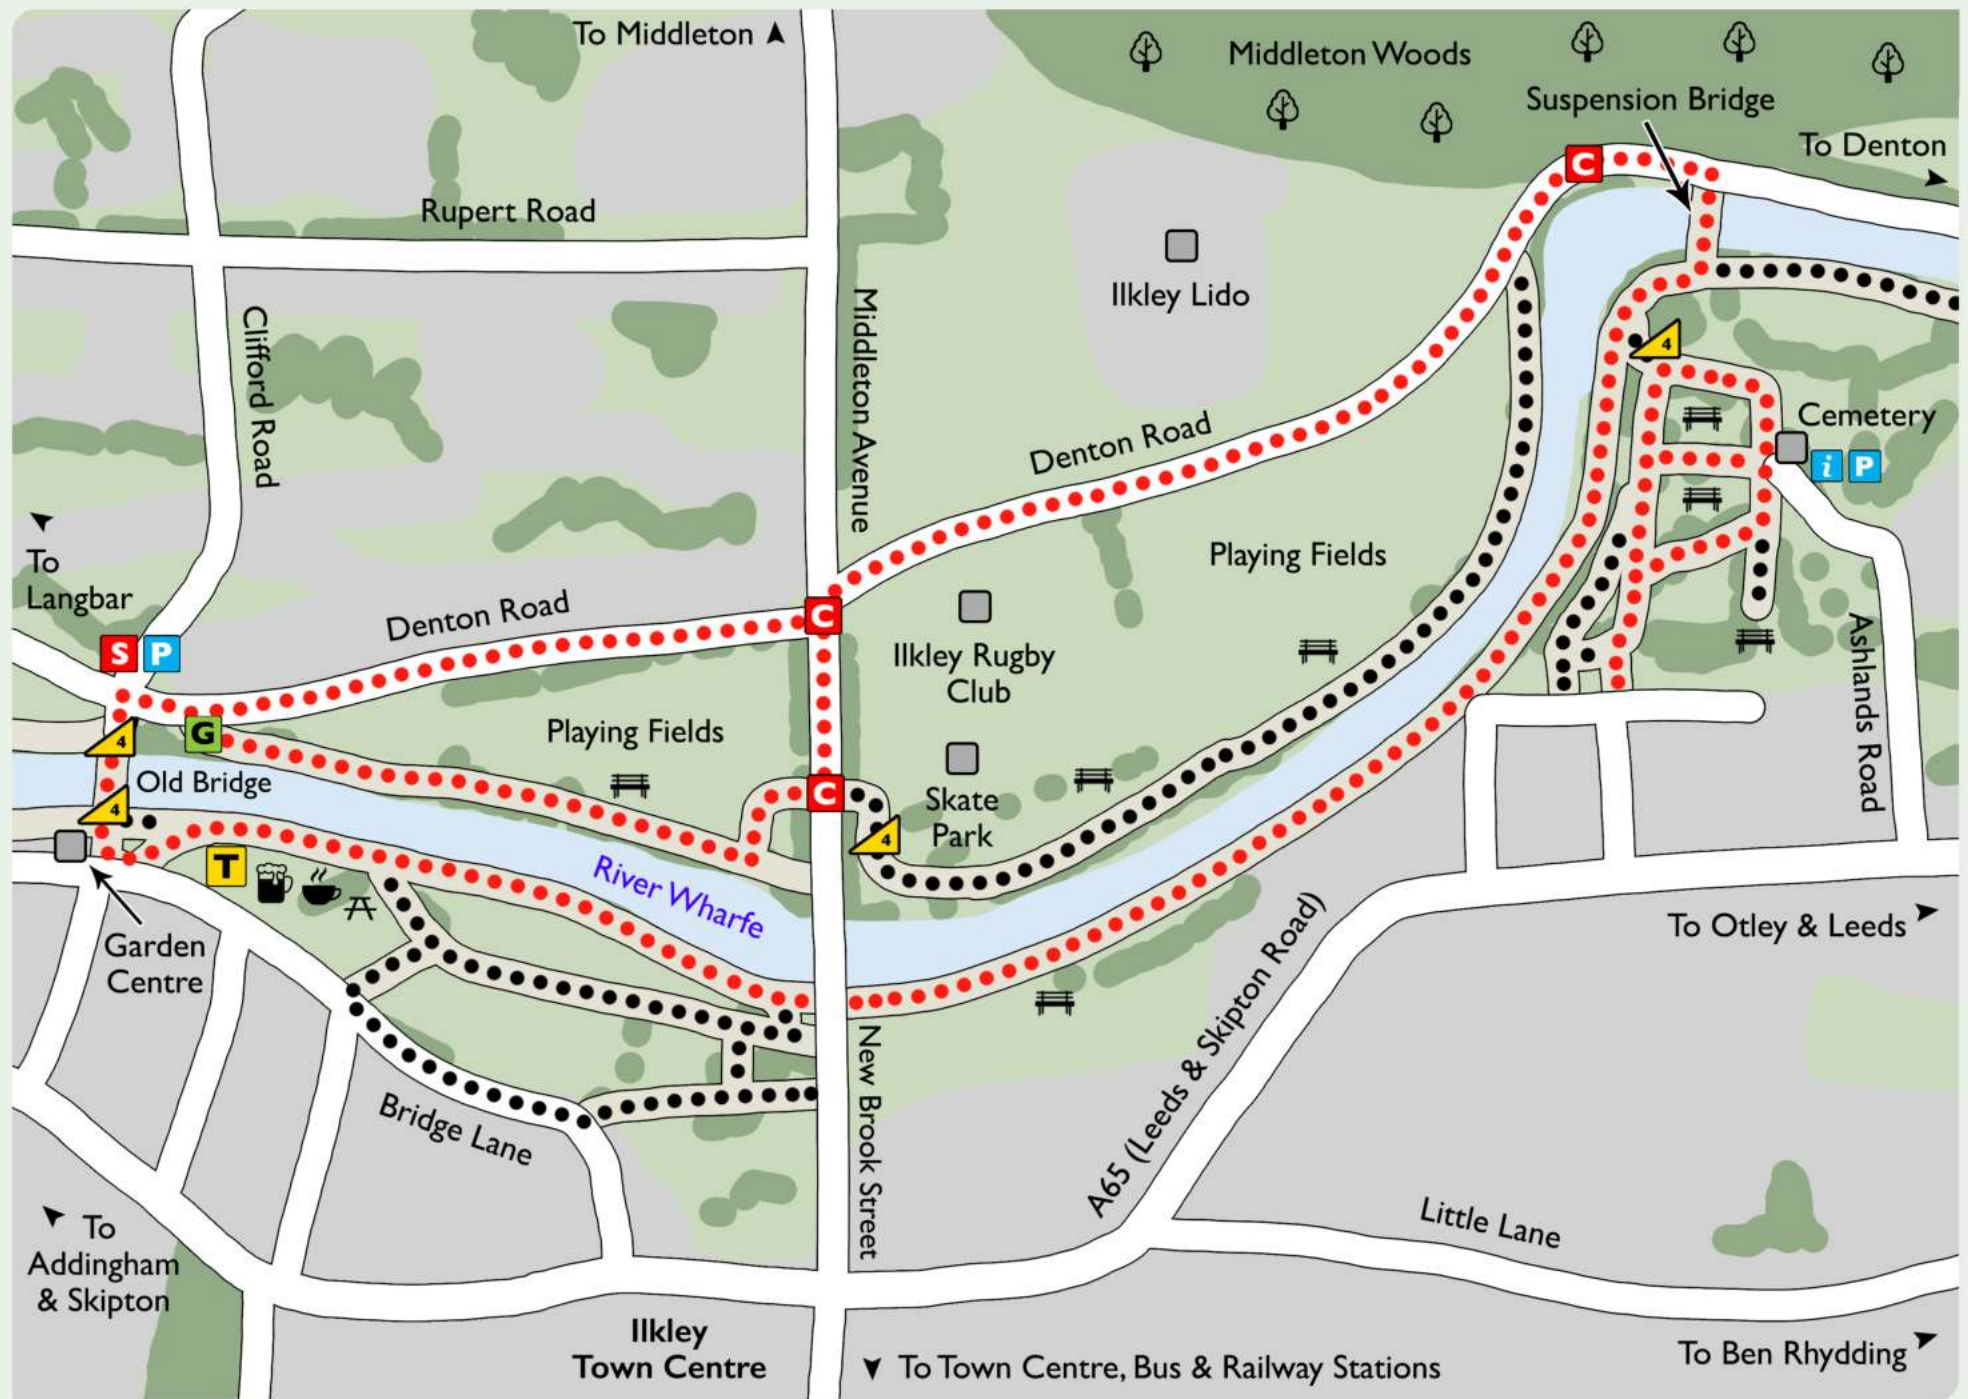 To Middleton
Middleton Woods
Suspension Bridge
To Denton
C
Rupert Road
Ilkley Lido
Clifford Road
Middleton Avenue
4
Denton Road
Cemetery
i P
To
Langbar
Playing Fields
Denton Road
C
Ilkley Rugby
Club
S P
Ashlands Road
G
4
Playing Fields
Old Bridge
4
C
Skate
Park
4
T
River Wharfe
Garden
Centre
To Otley & Leeds
A65 (Leeds & Skipton Road)
New Brook Street
Bridge Lane
Little Lane
To
Addingham
& Skipton
Ilkley
Town Centre
To Town Centre, Bus & Railway Stations
To Ben Rhydding